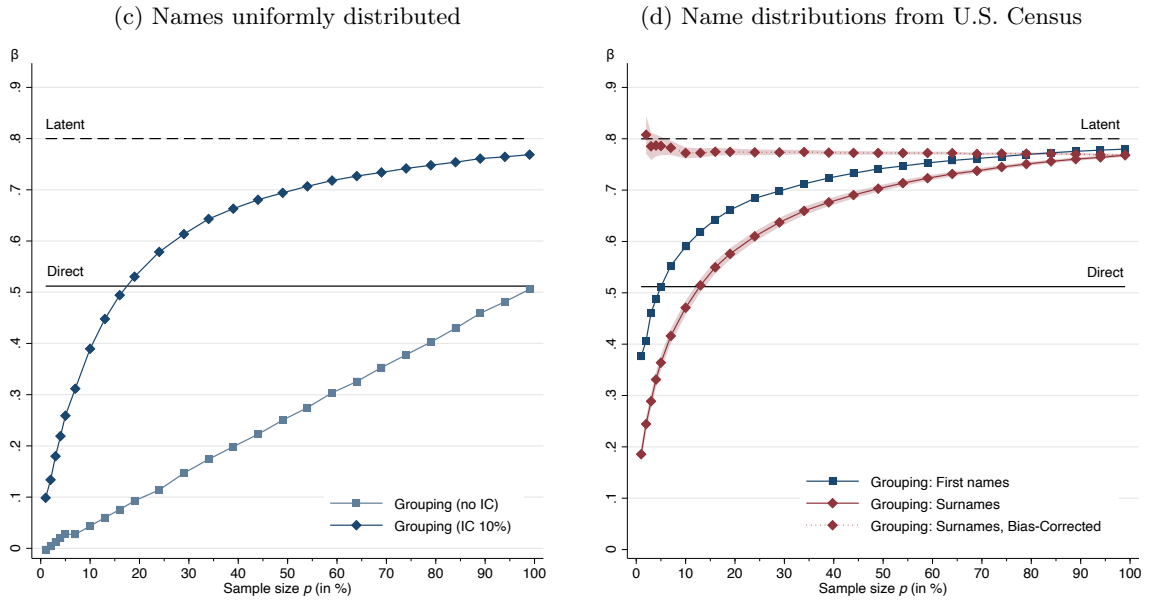 (c) Names uniformly distributed
β
.9
.8
.7
.6
.5
.4
.3
.2
.1
0
Latent
Direct
Grouping (no IC)
Grouping (IC 10%)
0 10 20 30 40 50 60 70 80 90 100
Sample size p (in %)
(d) Name distributions from U.S. Census
β
.9
.8
.7
.6
.5
.4
.3
.2
.1
0
Latent
Direct
Grouping: First names
Grouping: Surnames
Grouping: Surnames, Bias-Corrected
0 10 20 30 40 50 60 70 80 90 100
Sample size p (in %)